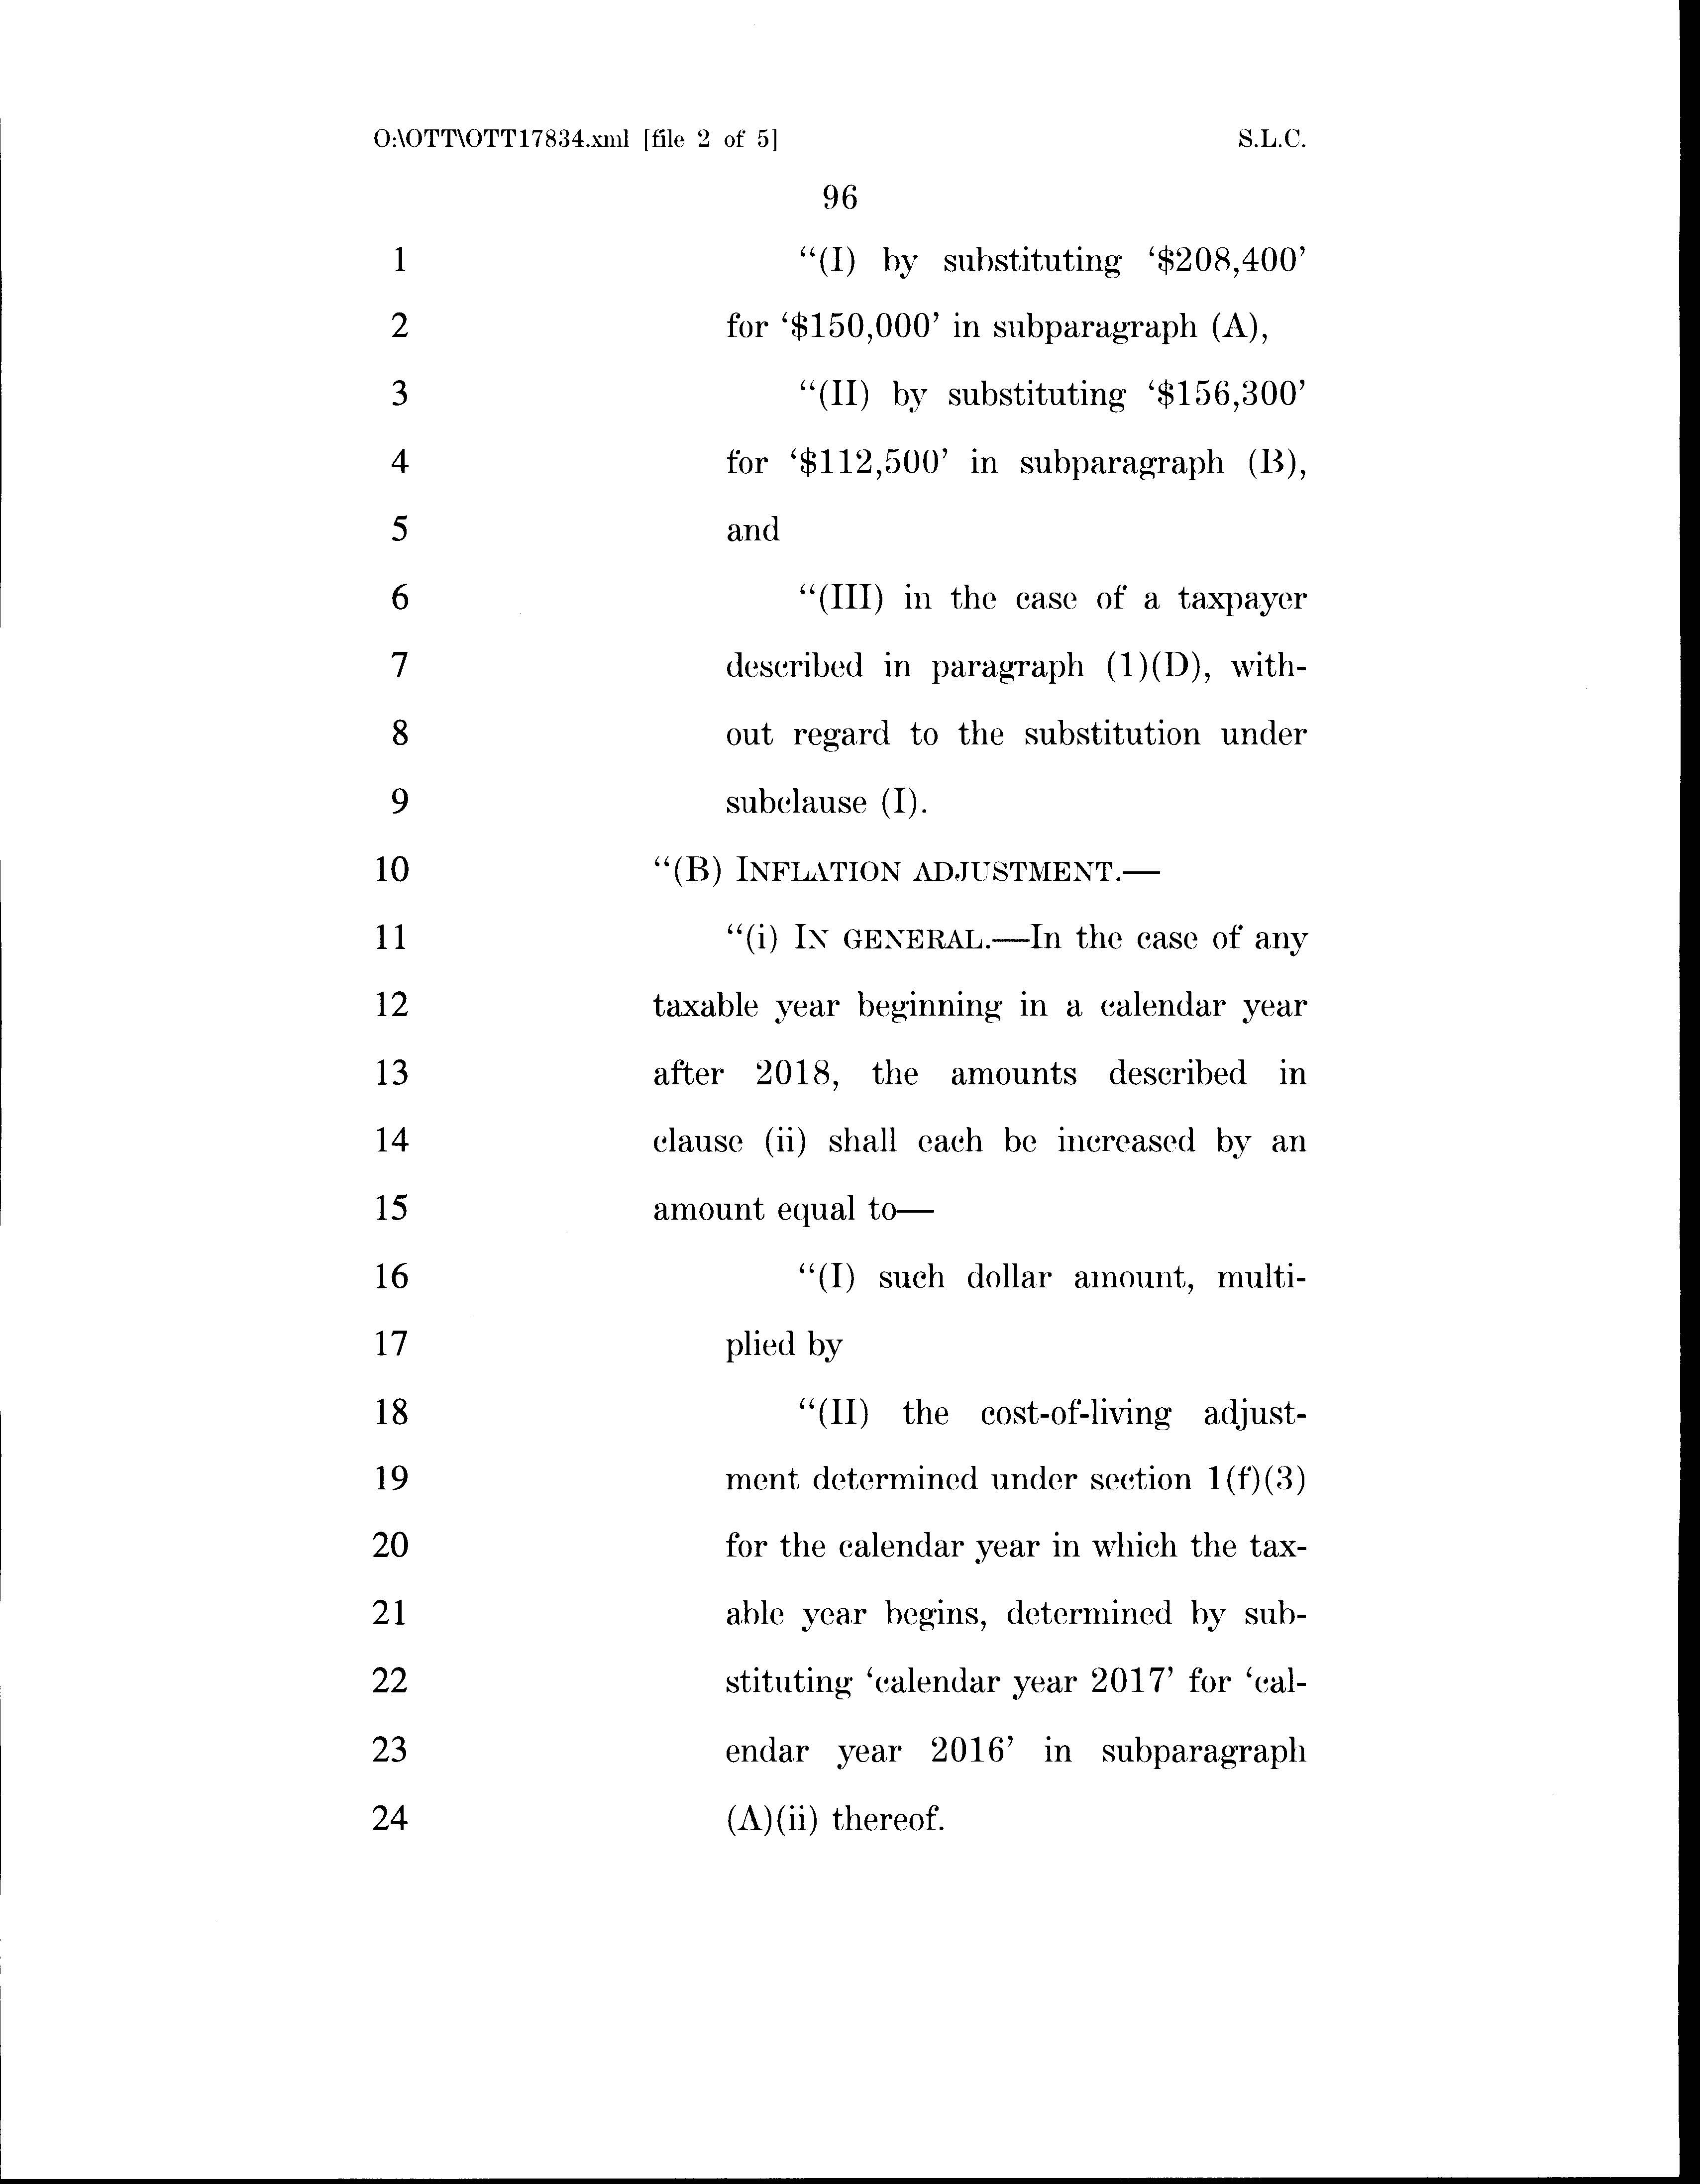 O:\OTT\OTT17834.xml [file 2 of 5] S.L.C.
96
1 “(I) by substituting ‘$208,400’
2 for ‘$150,000’ in subparagraph (A),
3 “(II) by substituting ‘$156,300’
4 for ‘$112,500’ in subparagraph (B),
5 and
6 “(III) in the case of a taxpayer
7 described in paragraph (1)(D), with-
8 out regard to the substitution under
9 subclause (I).
10 “(B) INFLATION ADJUSTMENT.—
11 “(i) IN GENERAL.—In the case of any
12 taxable year beginning in a calendar year
13 after 2018, the amounts described in
14 clause (ii) shall each be increased by an
15 amount equal to—
16 “(I) such dollar amount, multi-
17 plied by
18 “(II) the cost-of-living adjust-
19 ment determined under section 1(f)(3)
20 for the calendar year in which the tax-
21 able year begins, determined by sub-
22 stituting ‘calendar year 2017’ for ‘cal-
23 endar year 2016’ in subparagraph
24 (A)(ii) thereof.